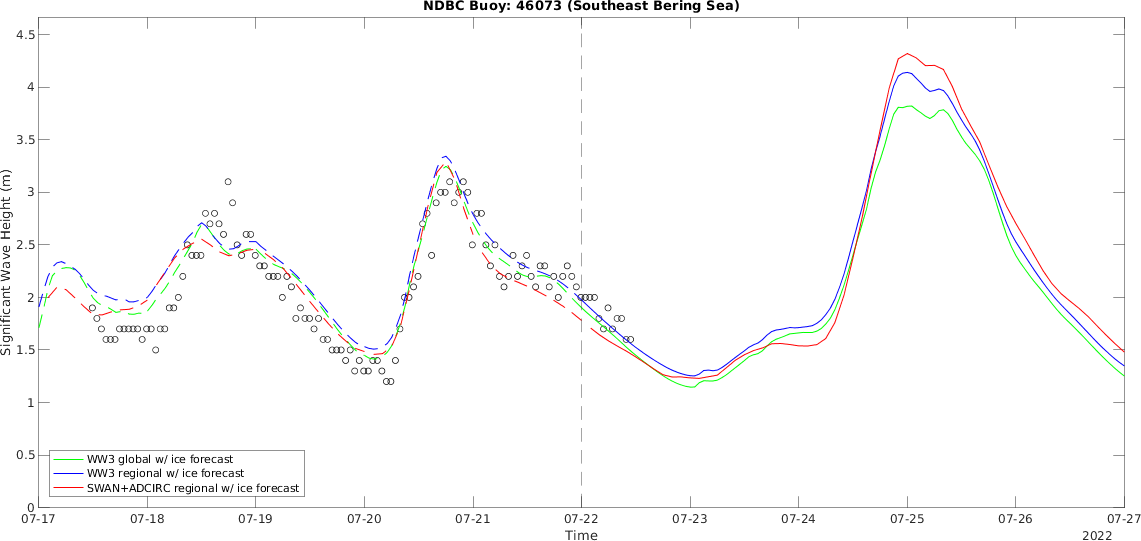 NDBC Buoy: 46073 (Southeast Bering Sea)
Significant Wave Height (m)
4.5
4
3.5
3
2.5
2
1.5
1
0.5
0
WW3 global w/ ice forecast
WW3 regional w/ ice forecast
SWAN+ADCIRC regional w/ ice forecast
07-17 07-18 07-19 07-20 07-21 07-22 07-23 07-24 07-25 07-26 07-27
Time
2022